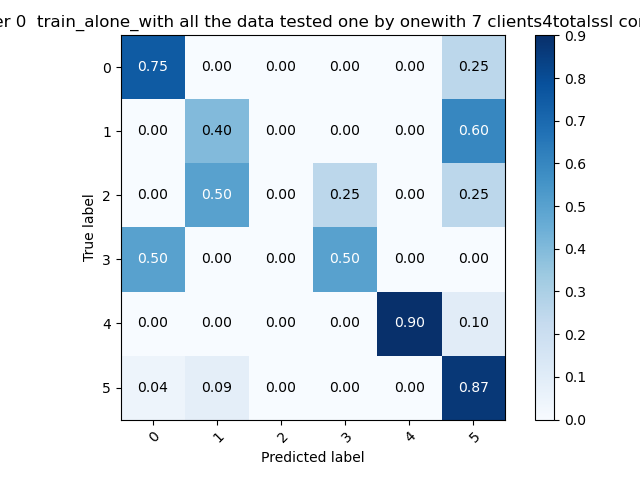 er 0  train_alone_with all the data tested one by onewith 7 clients4totalssl con
0 0.75 0.00 0.00 0.00 0.00 0.25
1 0.00 0.40 0.00 0.00 0.00 0.60
2 0.00 0.50 0.00 0.25 0.00 0.25
3 0.50 0.00 0.00 0.50 0.00 0.00
4 0.00 0.00 0.00 0.00 0.90 0.10
5 0.04 0.09 0.00 0.00 0.00 0.87
0 1 2 3 4 5
True label
Predicted label
0.9
0.8
0.7
0.6
0.5
0.4
0.3
0.2
0.1
0.0